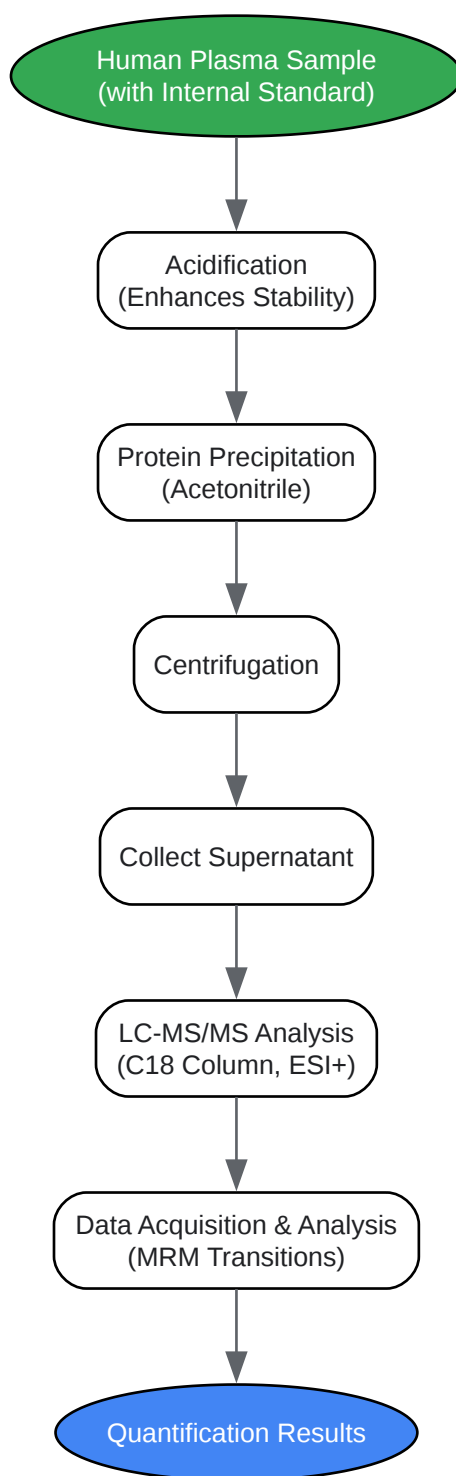 Human Plasma Sample
(with Internal Standard)
Acidification
(Enhances Stability)
Protein Precipitation
(Acetonitrile)
Centrifugation
Collect Supernatant
LC-MS/MS Analysis
(C18 Column, ESI+)
Data Acquisition & Analysis
(MRM Transitions)
Quantification Results